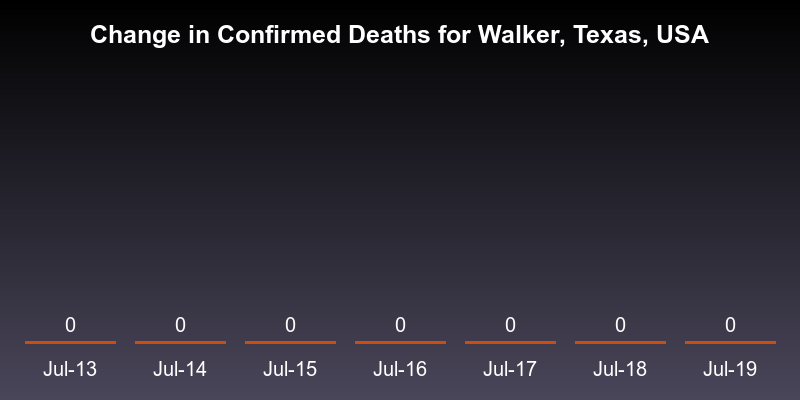 Change in Confirmed Deaths for Walker, Texas, USA
0 0 0 0 0 0 0
Jul-13 Jul-14 Jul-15 Jul-16 Jul-17 Jul-18 Jul-19